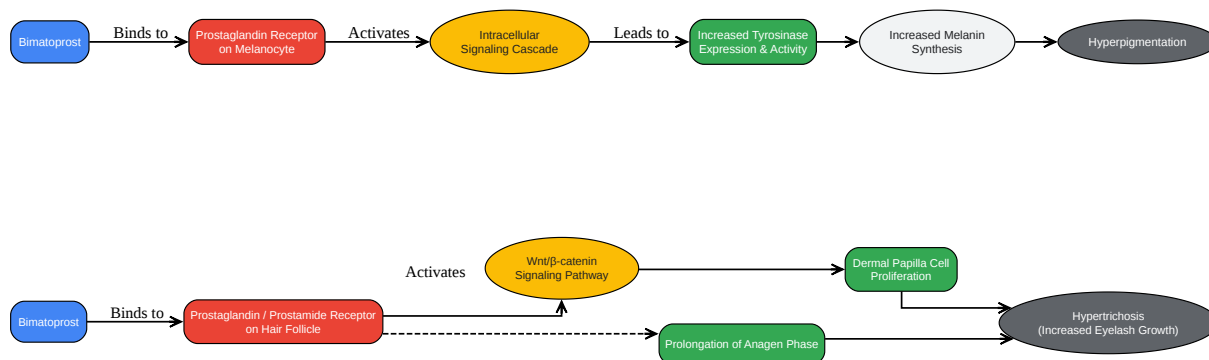 Bimatoprost
Binds to
Prostaglandin Receptor
on Melanocyte
Activates
Intracellular
Signaling Cascade
Leads to
Increased Tyrosinase
Expression & Activity
Increased Melanin
Synthesis
Hyperpigmentation
Bimatoprost
Binds to
Prostaglandin / Prostamide Receptor
on Hair Follicle
Activates
Wnt/β-catenin
Signaling Pathway
Dermal Papilla Cell
Proliferation
Prolongation of Anagen Phase
Hypertrichosis
(Increased Eyelash Growth)